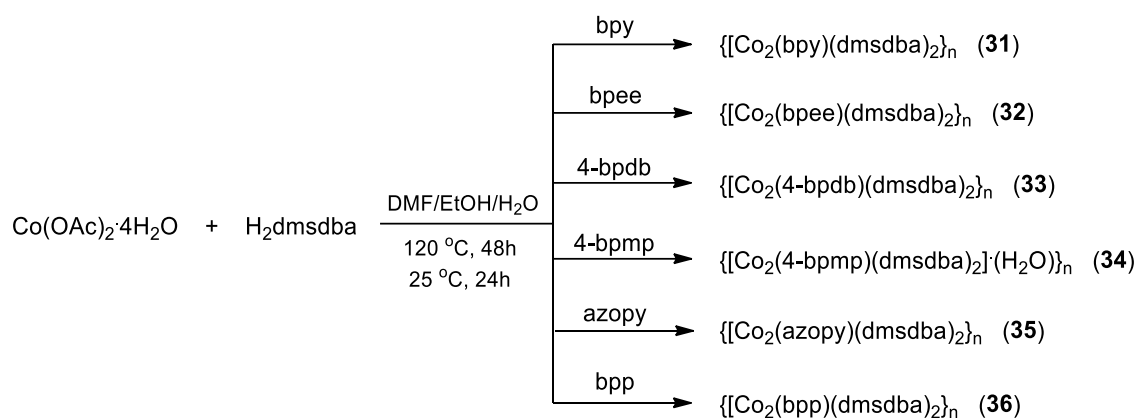 bpy
{[Co₂(bpy)(dmsdba)₂}ₙ (31)
bpee
{[Co₂(bpee)(dmsdba)₂}ₙ (32)
4-bpdb
{[Co₂(4-bpdb)(dmsdba)₂}ₙ (33)
Co(OAc)₂·4H₂O + H₂dmsdba
DMF/EtOH/H₂O
120 °C, 48h
25 °C, 24h
4-bpmp
{[Co₂(4-bpmp)(dmsdba)₂]·(H₂O)}ₙ (34)
azopy
{[Co₂(azopy)(dmsdba)₂}ₙ (35)
bpp
{[Co₂(bpp)(dmsdba)₂}ₙ (36)